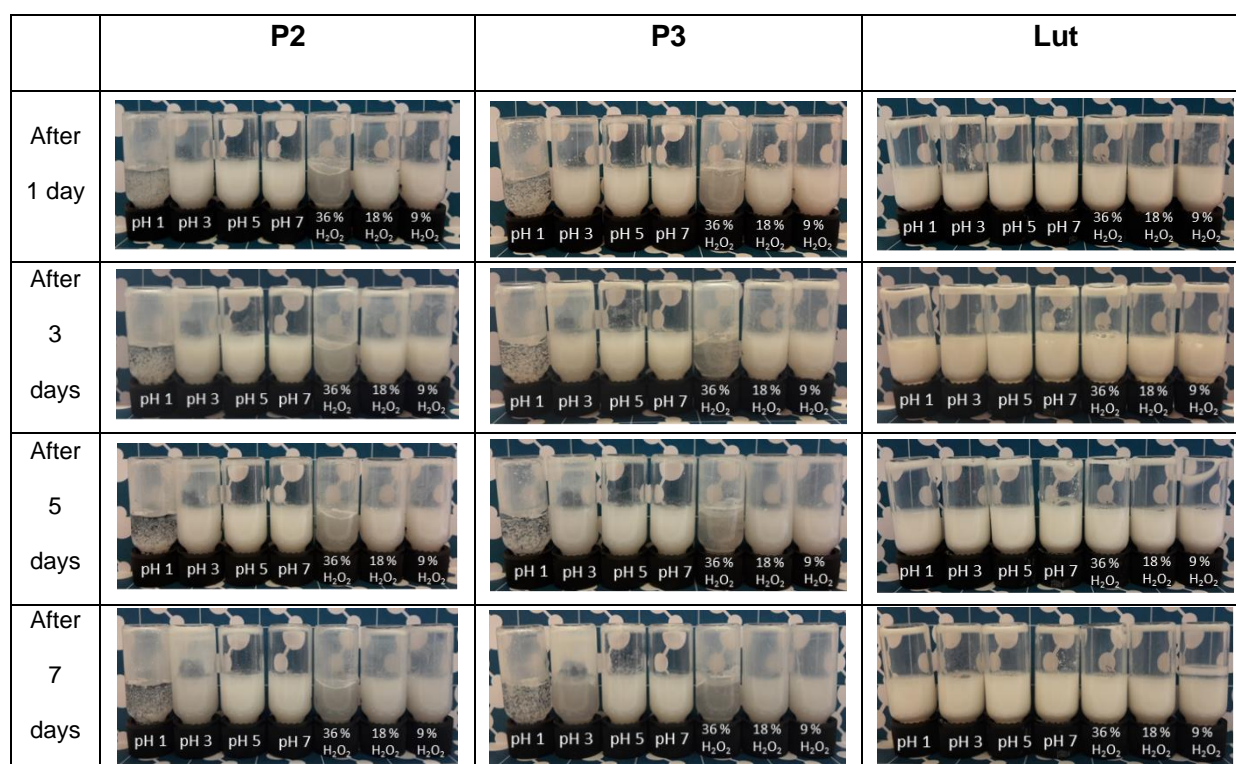 P2 P3 Lut
After
1 day
pH 1 pH 3 pH 5 pH 7 36 % H₂O₂ 18 % H₂O₂ 9 % H₂O₂
pH 1 pH 3 pH 5 pH 7 36 % H₂O₂ 18 % H₂O₂ 9 % H₂O₂
pH 1 pH 3 pH 5 pH 7 36 % H₂O₂ 18 % H₂O₂ 9 % H₂O₂
After
3
days
pH 1 pH 3 pH 5 pH 7 36 % H₂O₂ 18 % H₂O₂ 9 % H₂O₂
pH 1 pH 3 pH 5 pH 7 36 % H₂O₂ 18 % H₂O₂ 9 % H₂O₂
pH 1 pH 3 pH 5 pH 7 36 % H₂O₂ 18 % H₂O₂ 9 % H₂O₂
After
5
days
pH 1 pH 3 pH 5 pH 7 36 % H₂O₂ 18 % H₂O₂ 9 % H₂O₂
pH 1 pH 3 pH 5 pH 7 36 % H₂O₂ 18 % H₂O₂ 9 % H₂O₂
pH 1 pH 3 pH 5 pH 7 36 % H₂O₂ 18 % H₂O₂ 9 % H₂O₂
After
7
days
pH 1 pH 3 pH 5 pH 7 36 % H₂O₂ 18 % H₂O₂ 9 % H₂O₂
pH 1 pH 3 pH 5 pH 7 36 % H₂O₂ 18 % H₂O₂ 9 % H₂O₂
pH 1 pH 3 pH 5 pH 7 36 % H₂O₂ 18 % H₂O₂ 9 % H₂O₂